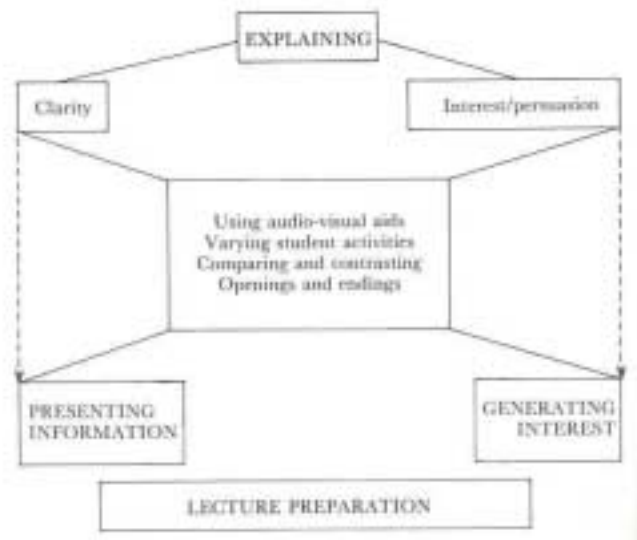 EXPLAINING
Clarity
Interest/persuasion
Using audio-visual aids
Varying student activities
Comparing and contrasting
Openings and endings
PRESENTING
INFORMATION
GENERATING
INTEREST
LECTURE PREPARATION